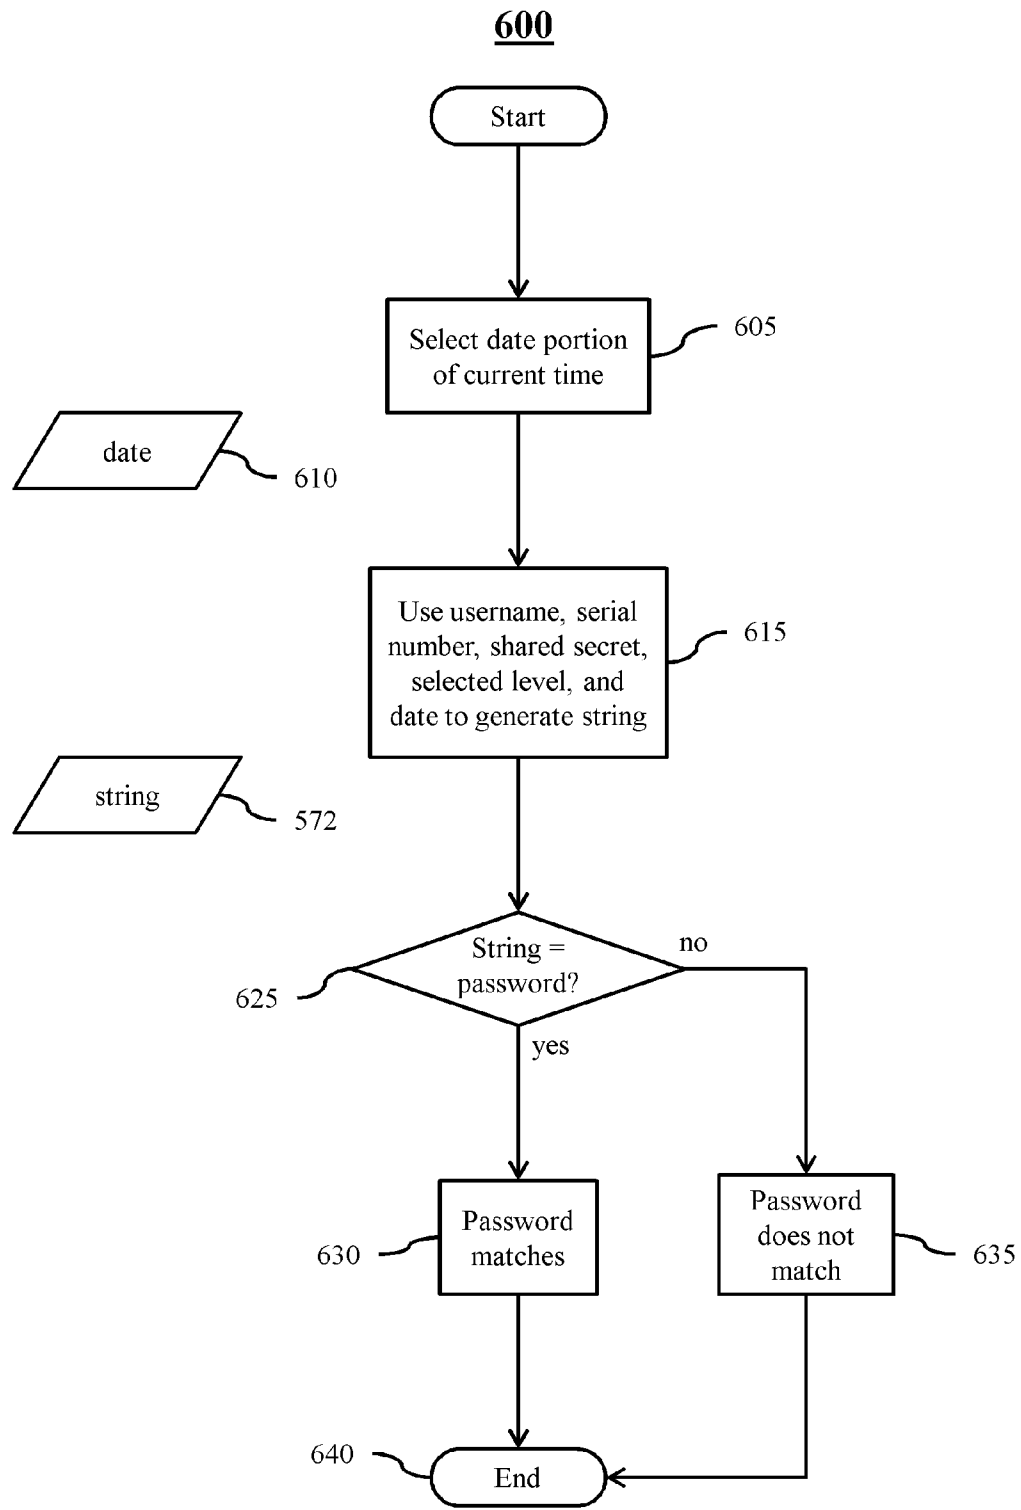 600
Start
Select date portion
of current time
605
date
610
Use username, serial
number, shared secret,
selected level, and
date to generate string
615
string
572
String =
password?
no
625
yes
Password
matches
630
Password
does not
match
635
640
End